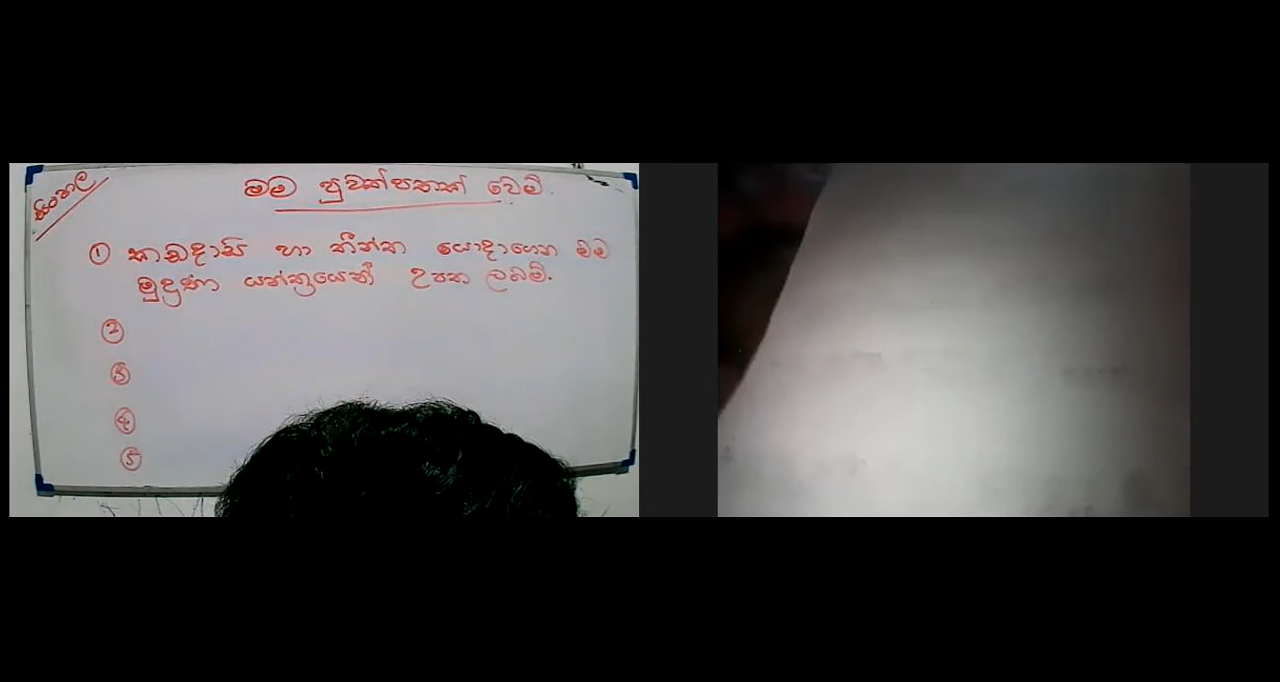 සිංහල
මම පුවත්පතක් වෙමි.
① කඩදාසි හා තීන්ත යොදාගෙන මම
මුද්‍රණ යන්ත්‍රයෙන් උපත ලබමි.
②
③
④
⑤